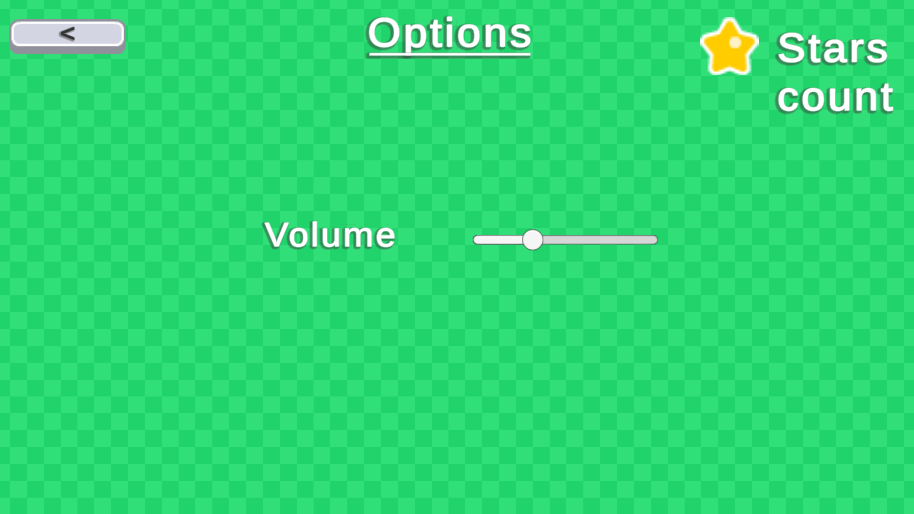 <
Options
Stars
count
Volume